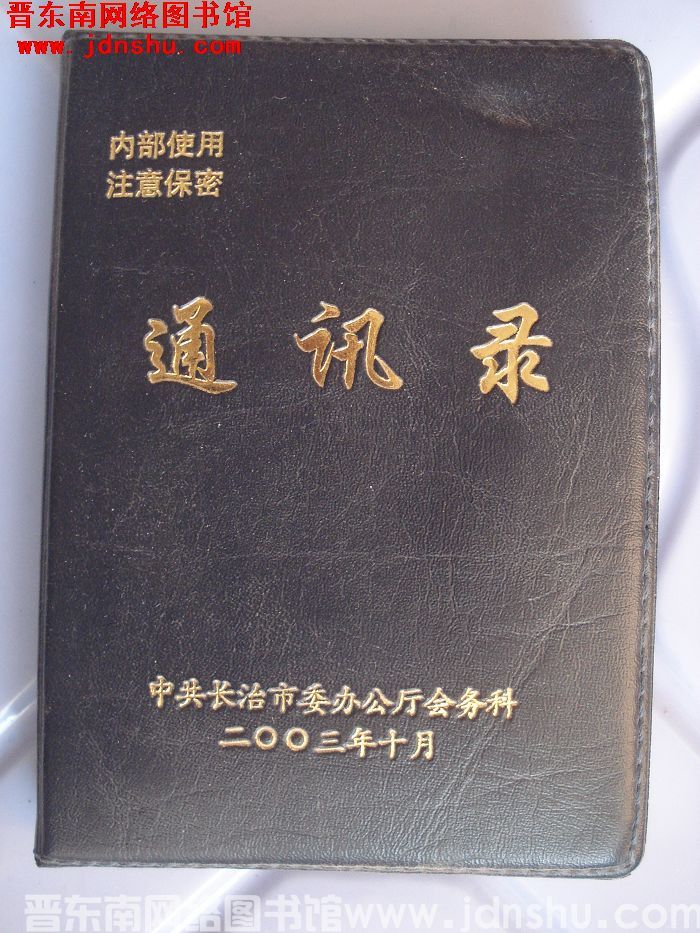 晋东南网络图书馆
www.jdnshu.com
内部使用
注意保密
通讯录
中共长治市委办公厅会务科
二〇〇三年十月
晋东南网络图书馆www.jdnshu.com